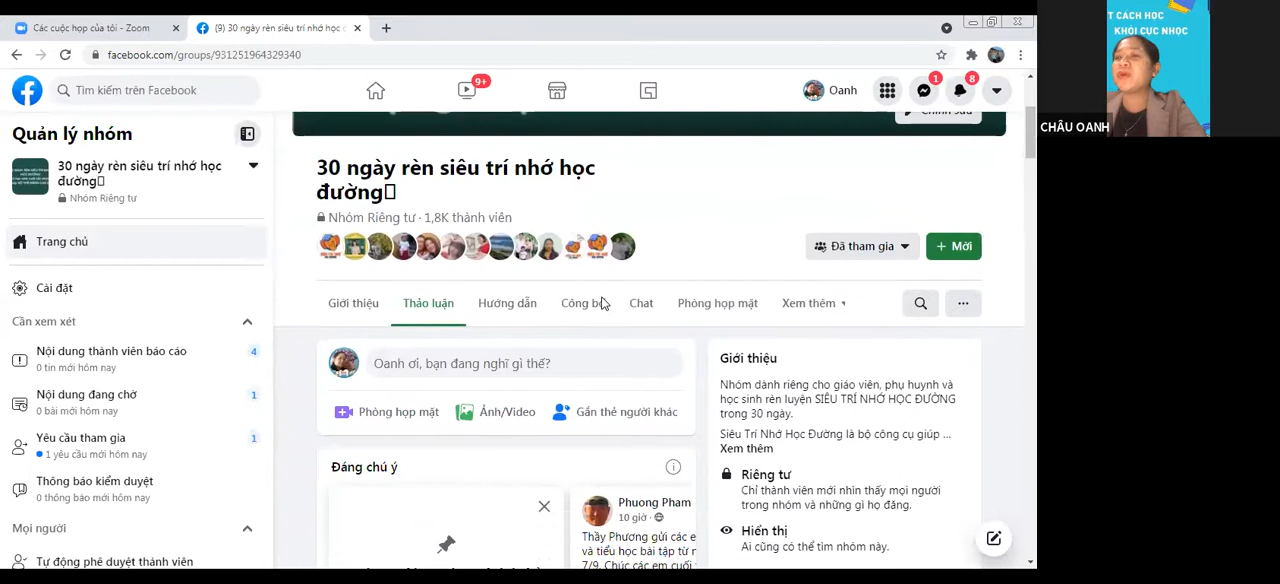 Các cuộc họp của tôi - Zoom
(9) 30 ngày rèn siêu trí nhớ học
facebook.com/groups/931251964329340
Tìm kiếm trên Facebook
9+
Oanh
1
8
Quản lý nhóm
30 ngày rèn siêu trí nhớ học
đường
Nhóm Riêng tư
Trang chủ
Cài đặt
Cần xem xét
Nội dung thành viên báo cáo
4
0 tin mới hôm nay
Nội dung đang chờ
1
0 bài mới hôm nay
Yêu cầu tham gia
1
1 yêu cầu mới hôm nay
Thông báo kiểm duyệt
0 thông báo mới hôm nay
Mọi người
Tự động phê duyệt thành viên
Chỉnh sửa
30 ngày rèn siêu trí nhớ học
đường
Nhóm Riêng tư · 1,8K thành viên
Đã tham gia
+ Mời
Giới thiệu
Thảo luận
Hướng dẫn
Công bố
Chat
Phòng họp mặt
Xem thêm
Oanh ơi, bạn đang nghĩ gì thế?
Phòng họp mặt
Ảnh/Video
Gắn thẻ người khác
Đáng chú ý
Phuong Pham
10 giờ ·
Thầy Phương gửi các e
và tiểu học bài tập từ n
7/9. Chúc các em cuối
Giới thiệu
Nhóm dành riêng cho giáo viên, phụ huynh và
học sinh rèn luyện SIÊU TRÍ NHỚ HỌC ĐƯỜNG
trong 30 ngày.
Siêu Trí Nhớ Học Đường là bộ công cụ giúp ...
Xem thêm
Riêng tư
Chỉ thành viên mới nhìn thấy mọi người
trong nhóm và những gì họ đăng.
Hiển thị
Ai cũng có thể tìm nhóm này.
T CÁCH HỌC
KHỎI CỰC NHỌC
CHÂU OANH